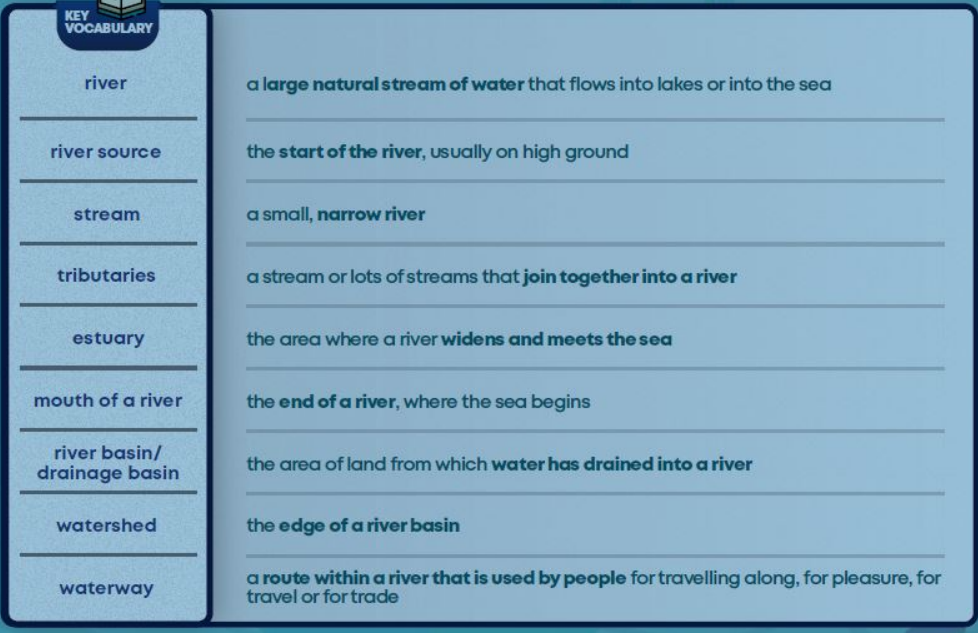 KEY
VOCABULARY
river
a large natural stream of water that flows into lakes or into the sea
river source
the start of the river, usually on high ground
stream
a small, narrow river
tributaries
a stream or lots of streams that join together into a river
estuary
the area where a river widens and meets the sea
mouth of a river
the end of a river, where the sea begins
river basin/
drainage basin
the area of land from which water has drained into a river
watershed
the edge of a river basin
waterway
a route within a river that is used by people for travelling along, for pleasure, for
travel or for trade